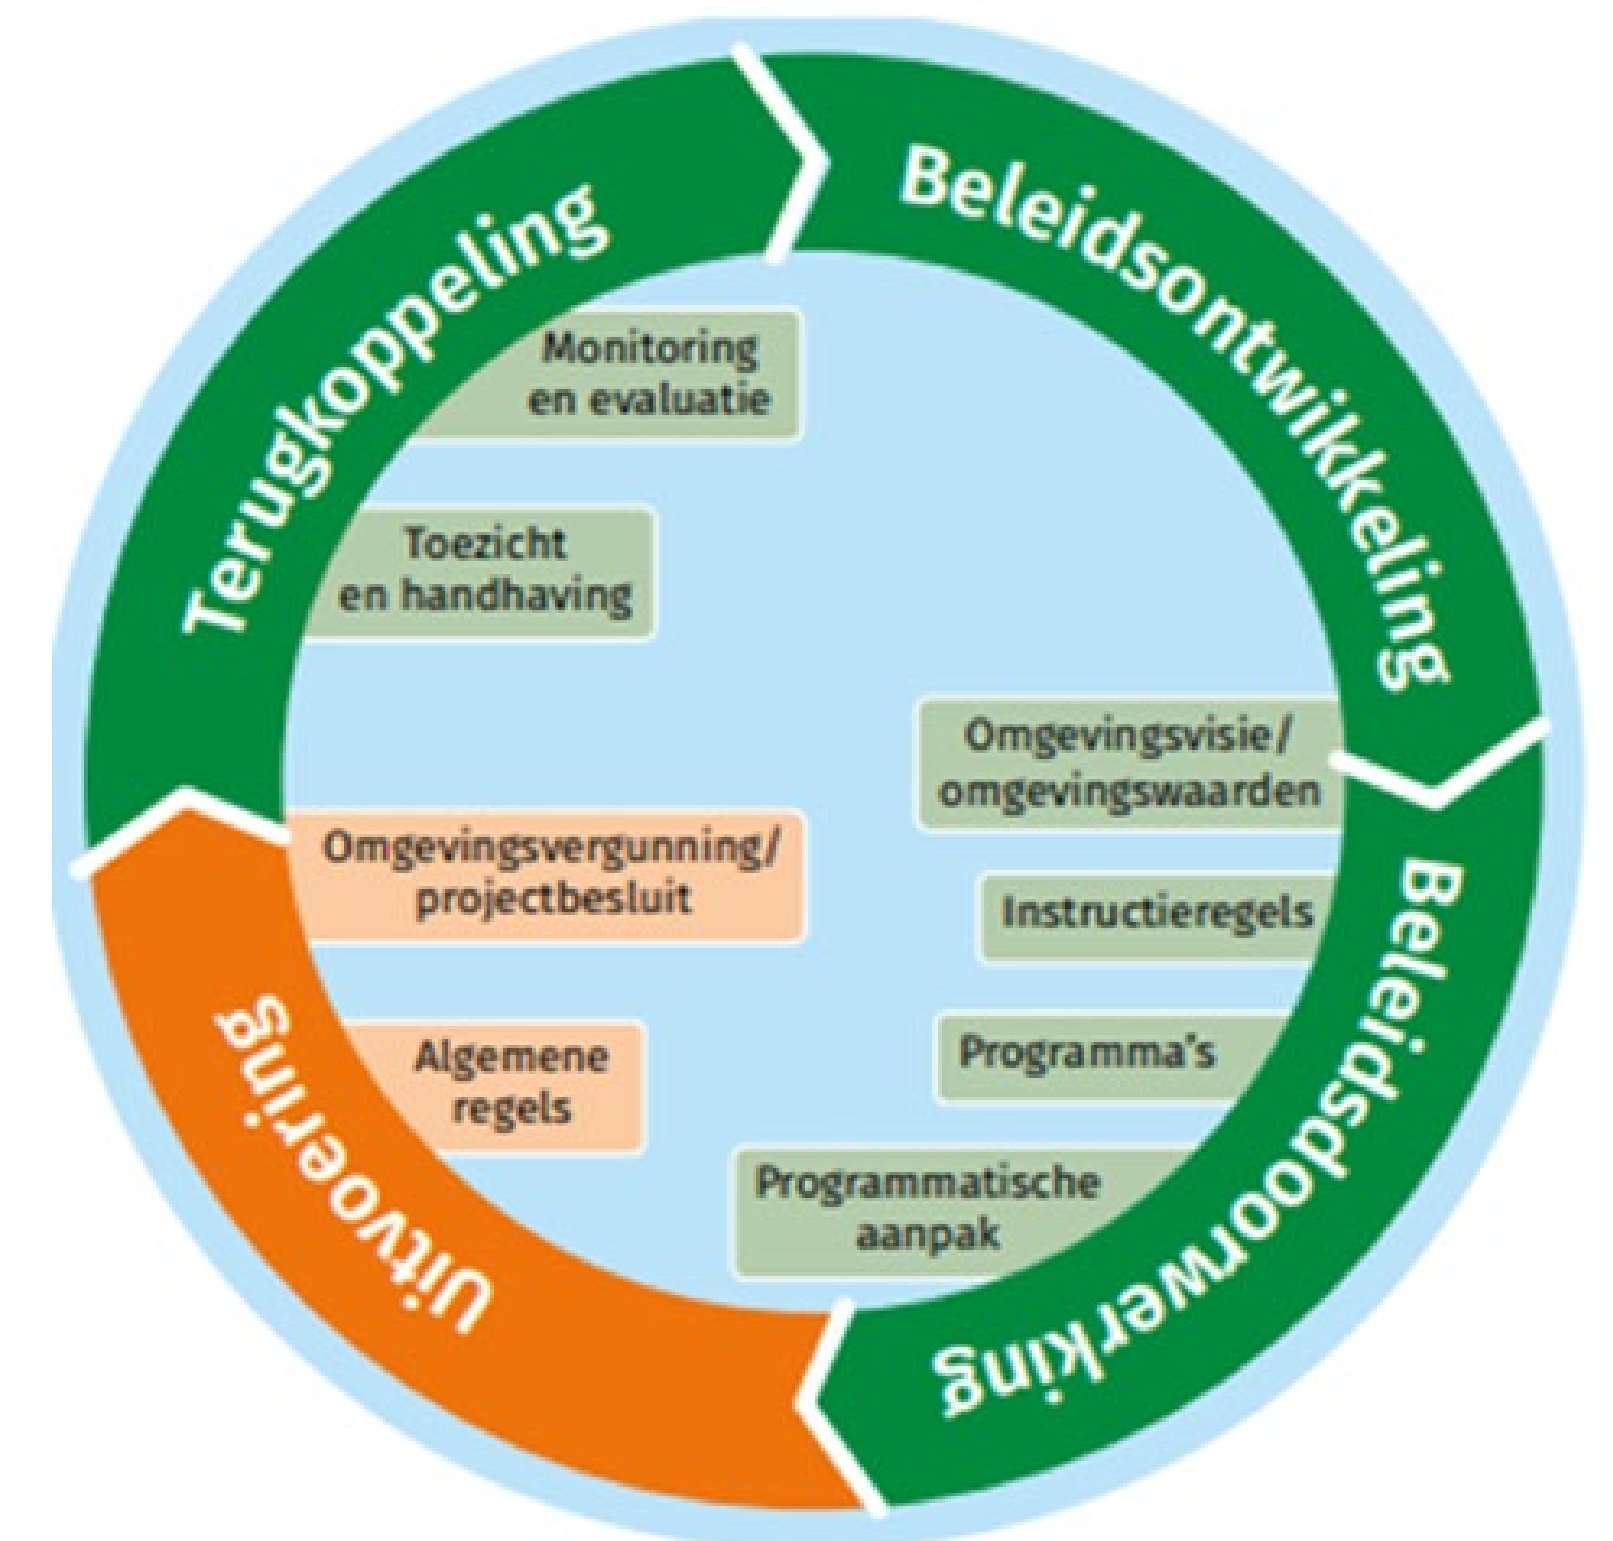 Beleidsontwikkeling
Omgevingsvisie/
omgevingswaarden
Beleidsdoorwerking
Instructieregels
Programma's
Programmatische
aanpak
Uitvoering
Algemene
regels
Omgevingsvergunning/
projectbesluit
Terugkoppeling
Toezicht
en handhaving
Monitoring
en evaluatie